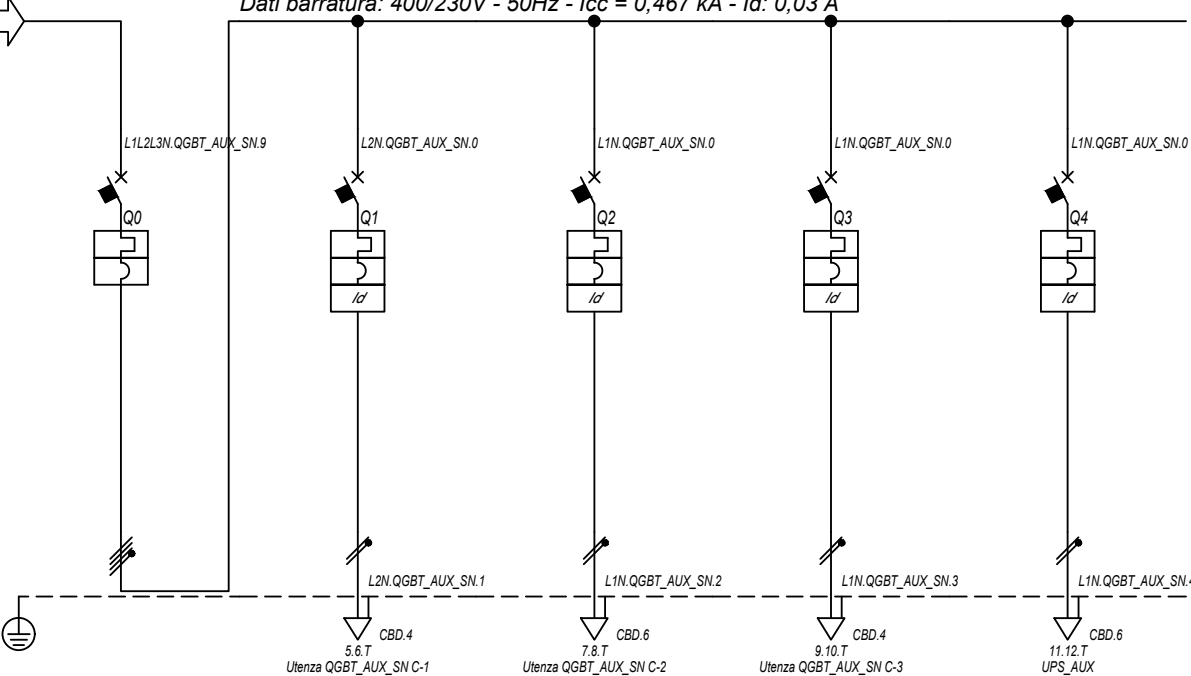 Dati barratura: 400/230V - 50Hz - Icc = 0,467 kA - Id: 0,03 A
L1L2L3N.QGBT_AUX_SN.9
L2N.QGBT_AUX_SN.0
L1N.QGBT_AUX_SN.0
L1N.QGBT_AUX_SN.0
L1N.QGBT_AUX_SN.0
Q0
Q1
Q2
Q3
Q4
Id
Id
Id
Id
L2N.QGBT_AUX_SN.1
L1N.QGBT_AUX_SN.2
L1N.QGBT_AUX_SN.3
L1N.QGBT_AUX_SN.4
CBD.4
CBD.6
CBD.4
CBD.6
5.6.T
7.8.T
9.10.T
11.12.T
Utenza QGBT_AUX_SN C-1
Utenza QGBT_AUX_SN C-2
Utenza QGBT_AUX_SN C-3
UPS_AUX